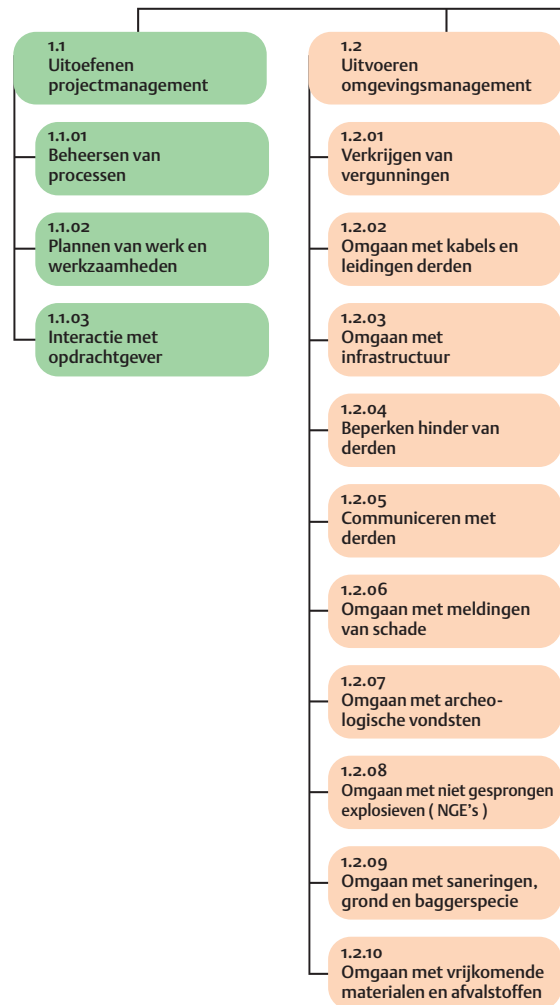 1.1
Uitoefenen
projectmanagement
1.1.01
Beheersen van
processen
1.1.02
Plannen van werk en
werkzaamheden
1.1.03
Interactie met
opdrachtgever
1.2
Uitvoeren
omgevingsmanagement
1.2.01
Verkrijgen van
vergunningen
1.2.02
Omgaan met kabels en
leidingen derden
1.2.03
Omgaan met
infrastructuur
1.2.04
Beperken hinder van
derden
1.2.05
Communiceren met
derden
1.2.06
Omgaan met meldingen
van schade
1.2.07
Omgaan met archeo-
logische vondsten
1.2.08
Omgaan met niet gesprongen
explosieven ( NGE's )
1.2.09
Omgaan met saneringen,
grond en baggerspecie
1.2.10
Omgaan met vrijkomende
materialen en afvalstoffen